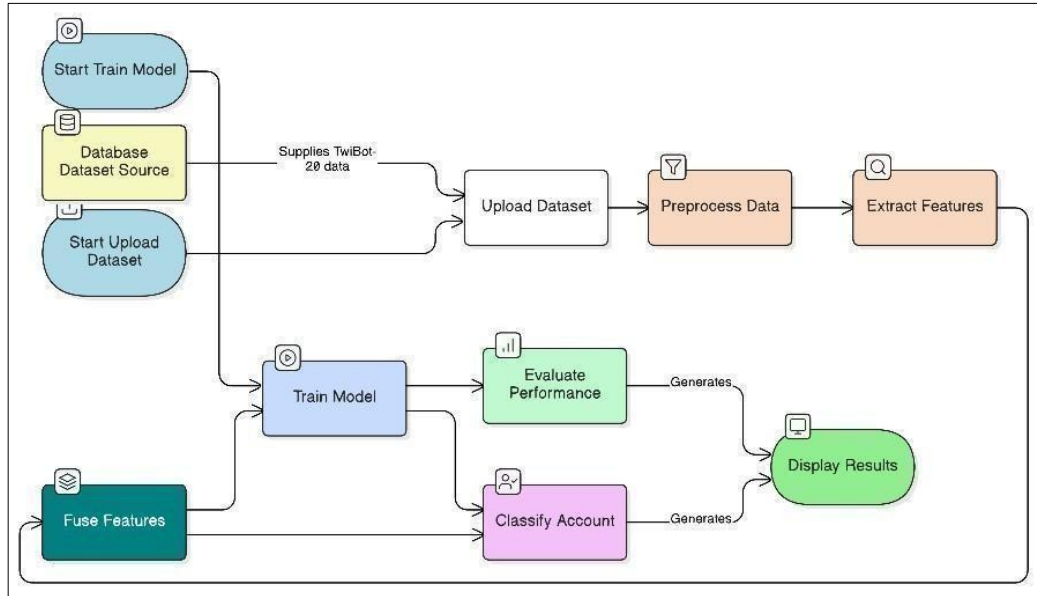 Start Train Model
Database
Dataset Source
Supplies TwiBot-
20 data
Start Upload
Dataset
Upload Dataset
Preprocess Data
Extract Features
Train Model
Evaluate
Performance
Generates
Display Results
Fuse Features
Classify Account
Generates